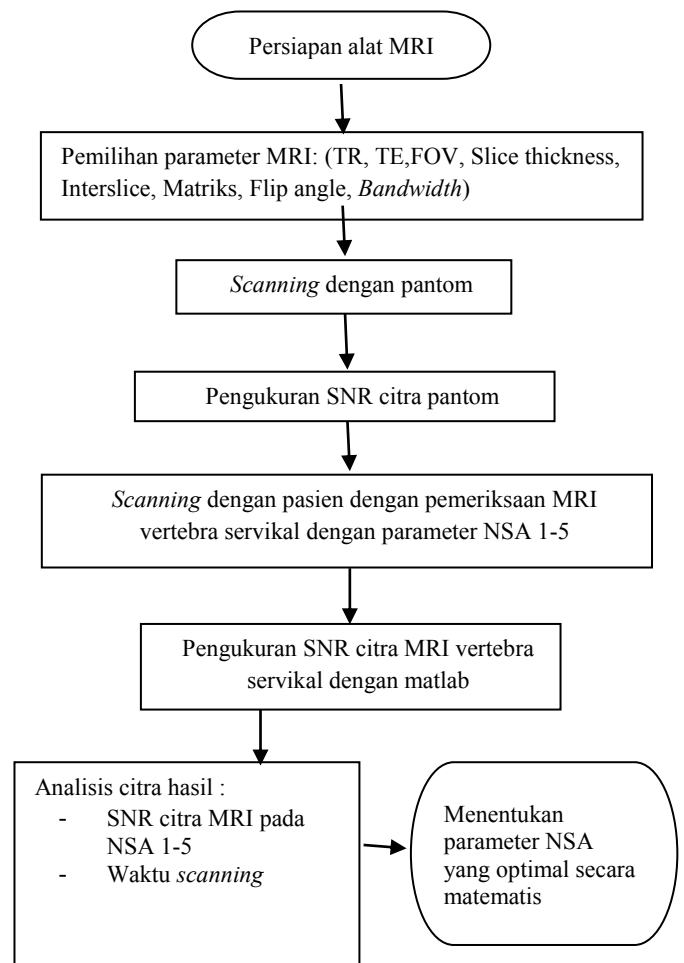 Persiapan alat MRI
Pemilihan parameter MRI: (TR, TE,FOV, Slice thickness,
Interslice, Matriks, Flip angle, Bandwidth)
Scanning dengan pantom
Pengukuran SNR citra pantom
Scanning dengan pasien dengan pemeriksaan MRI
vertebra servikal dengan parameter NSA 1-5
Pengukuran SNR citra MRI vertebra
servikal dengan matlab
Analisis citra hasil :
- SNR citra MRI pada
NSA 1-5
- Waktu scanning
Menentukan
parameter NSA
yang optimal secara
matematis